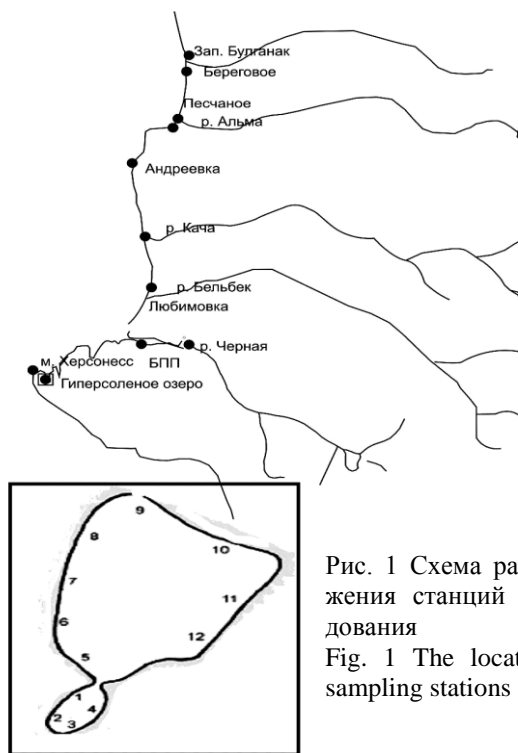 Зап. Булганак
Береговое
Песчаное
р. Альма
Андреевка
р. Кача
р. Бельбек
Любимовка
р. Черная
БПП
м. Херсонесс
Гиперсоленое озеро
9
8
10
7
11
6
12
5
1
4
2
3
Рис. 1 Схема ра
жения станций
дования
Fig. 1 The locat
sampling stations